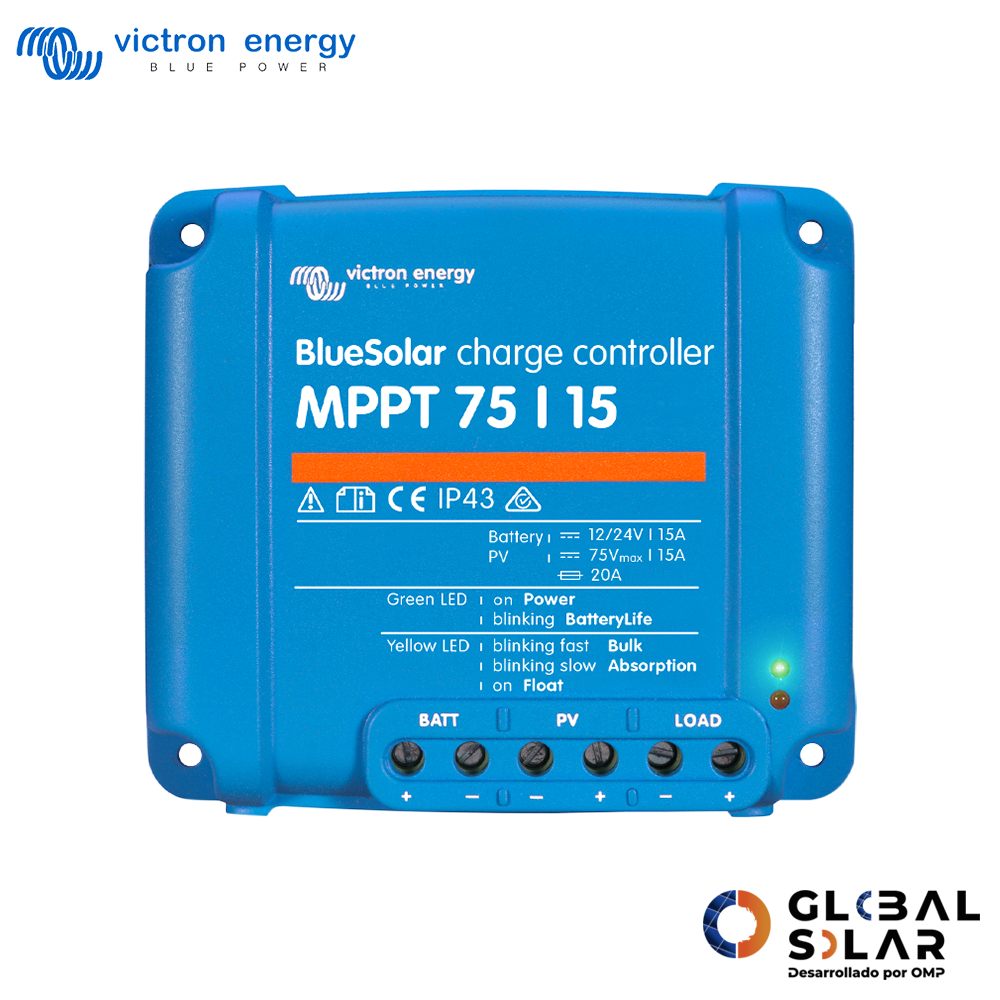 victron energy
BLUE POWER
victron energy
BLUE POWER
BlueSolar charge controller
MPPT 75 | 15
CE IP43
Battery | 12/24V | 15A
PV | 75Vmax | 15A
20A
Green LED | on Power
| blinking BatteryLife
Yellow LED | blinking fast Bulk
| blinking slow Absorption
| on Float
BATT PV LOAD
+ – – + – +
GLOBAL
SOLAR
Desarrollado por OMP